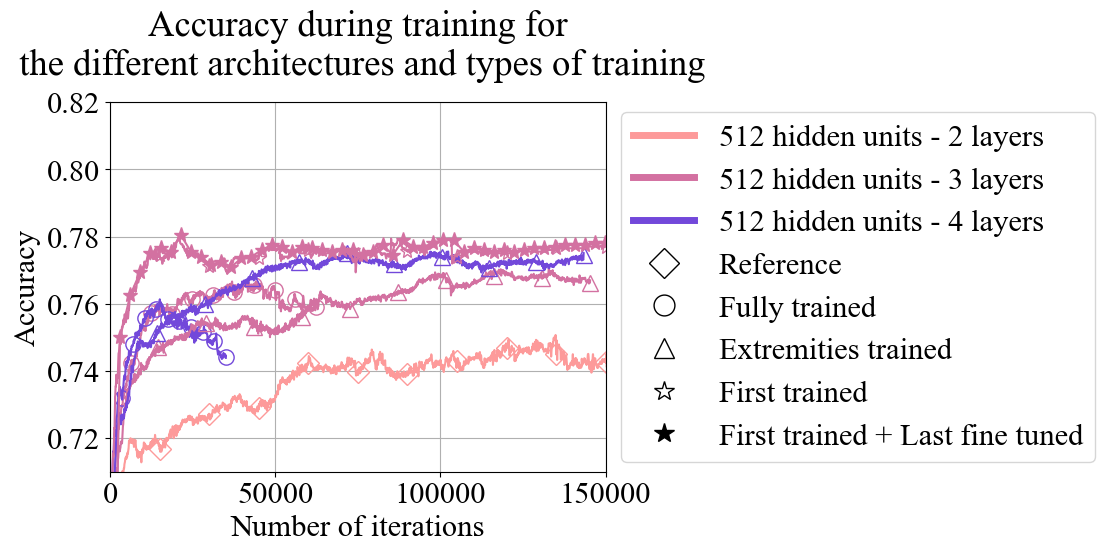 Accuracy during training for
the different architectures and types of training
0.82
0.80
0.78
0.76
0.74
0.72
Accuracy
0
50000
100000
150000
Number of iterations
512 hidden units - 2 layers
512 hidden units - 3 layers
512 hidden units - 4 layers
Reference
Fully trained
Extremities trained
First trained
First trained + Last fine tuned